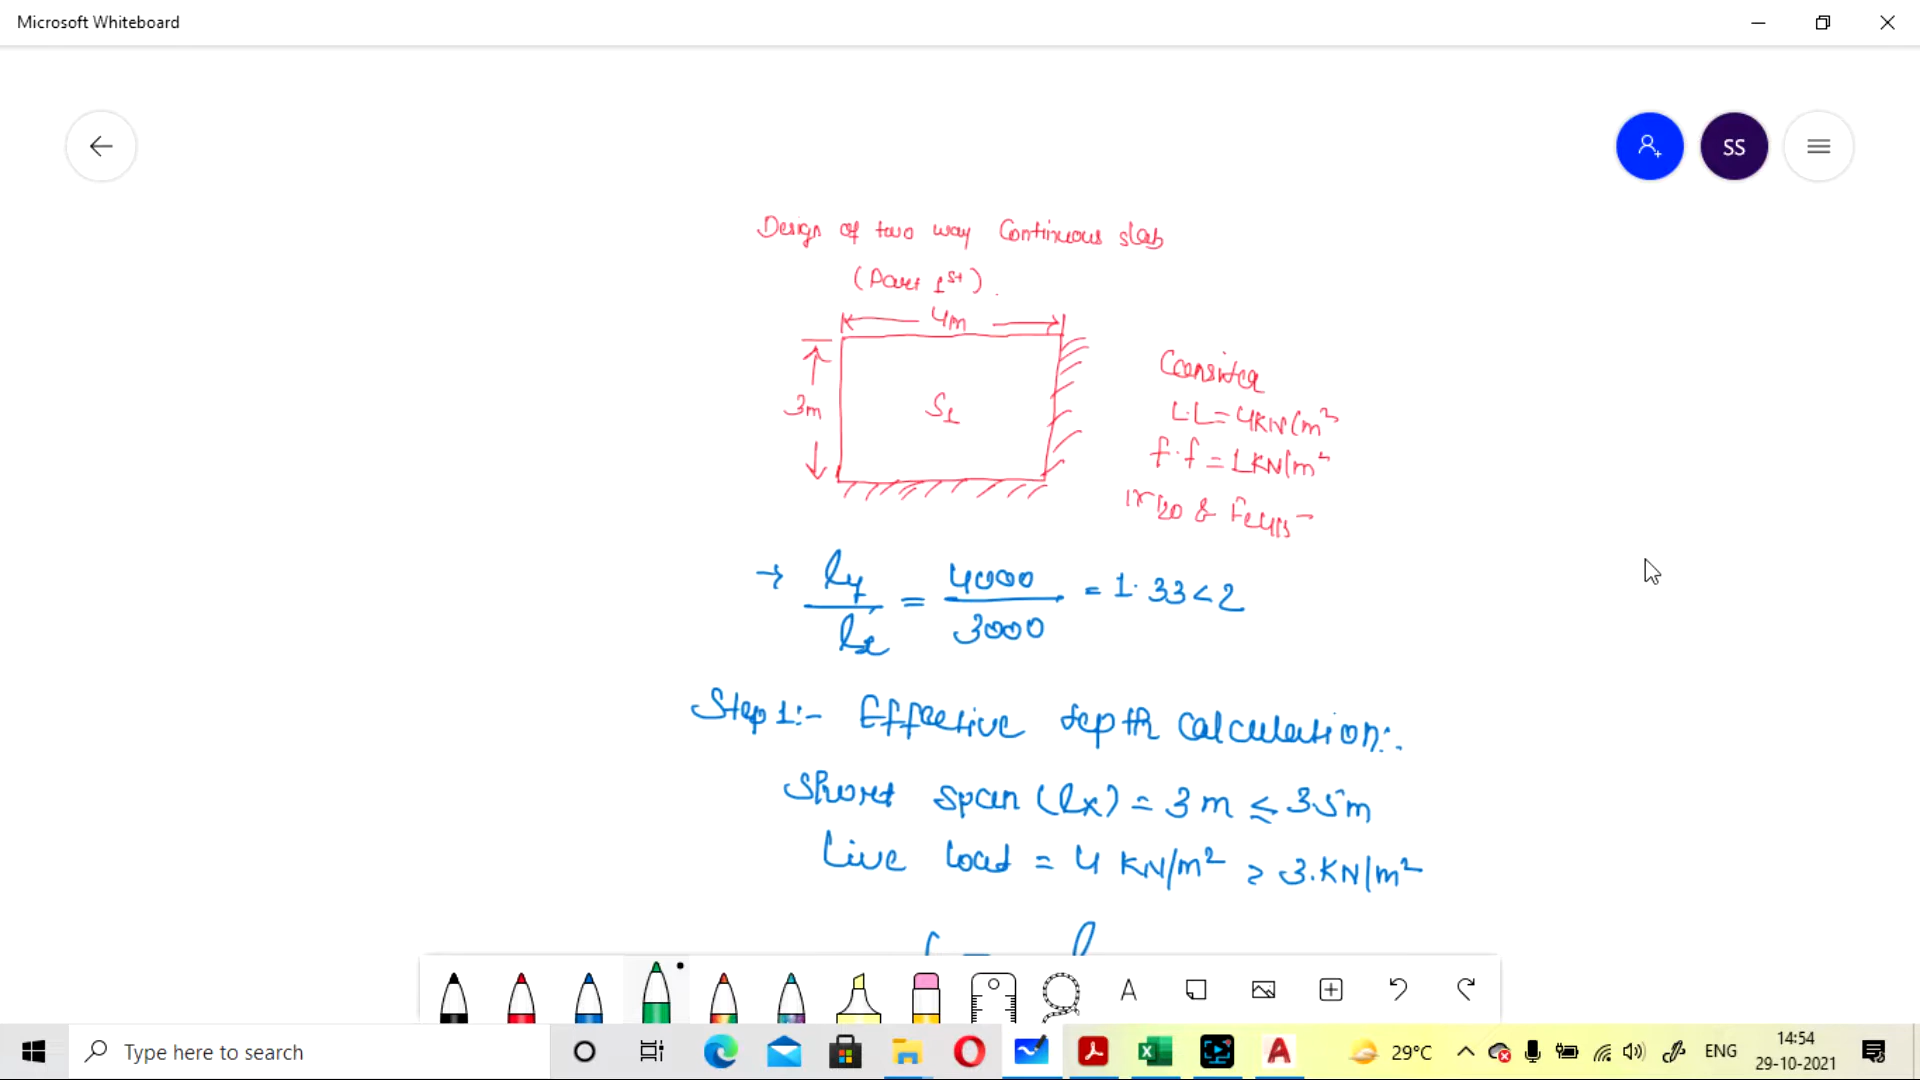 Microsoft Whiteboard
SS
Design of two way Continuous slab
(Part 1st).
4m
3m
S1
Consider
L.L = 4KN/m²
f.f = 1KN/m²
M20 & Fe415
→ ly/lx = 4000/3000 = 1.33 < 2
Step 1:- Effective depth calculation:.
Short span (lx) = 3 m ≤ 3.5m
Live load = 4 KN/m² > 3.KN/m²
A
Type here to search
29°C
ENG
14:54
29-10-2021